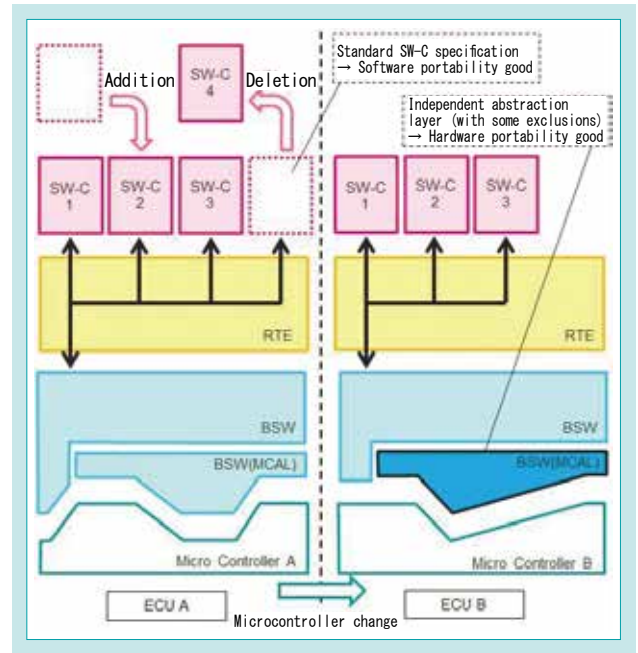 Addition
SW-C
4
Deletion
Standard SW-C specification
→ Software portability good
Independent abstraction
layer (with some exclusions)
→ Hardware portability good
SW-C
1
SW-C
2
SW-C
3
SW-C
1
SW-C
2
SW-C
3
RTE
RTE
BSW
BSW
BSW(MCAL)
BSW(MCAL)
Micro Controller A
Micro Controller B
ECU A
ECU B
Microcontroller change